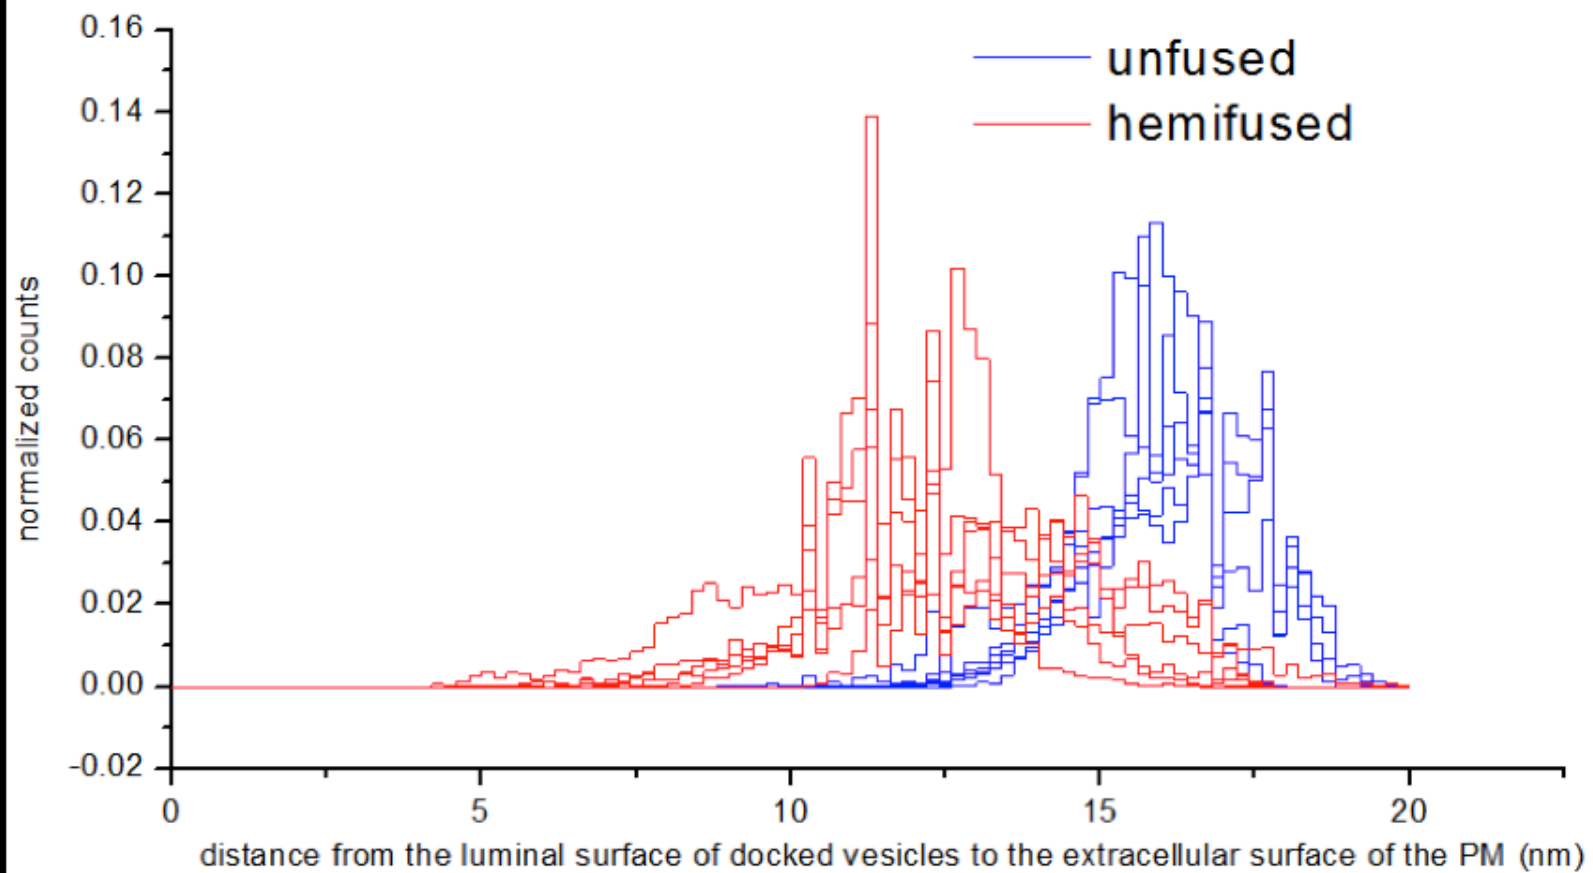 0.16
0.14
0.12
0.10
0.08
0.06
0.04
0.02
0.00
-0.02
normalized counts
unfused
hemifused
0 5 10 15 20
distance from the luminal surface of docked vesicles to the extracellular surface of the PM (nm)